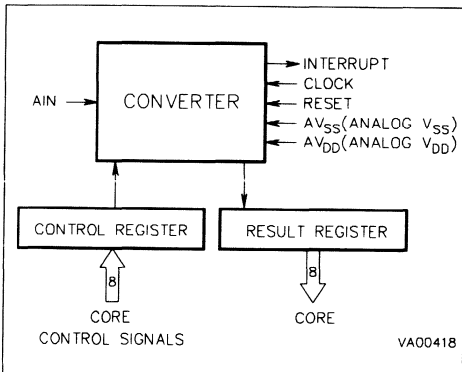 INTERRUPT
CLOCK
AIN
CONVERTER
RESET
AVSS(ANALOG VSS)
AVDD(ANALOG VDD)
CONTROL REGISTER
RESULT REGISTER
8
8
CORE
CONTROL SIGNALS
CORE
VA00418